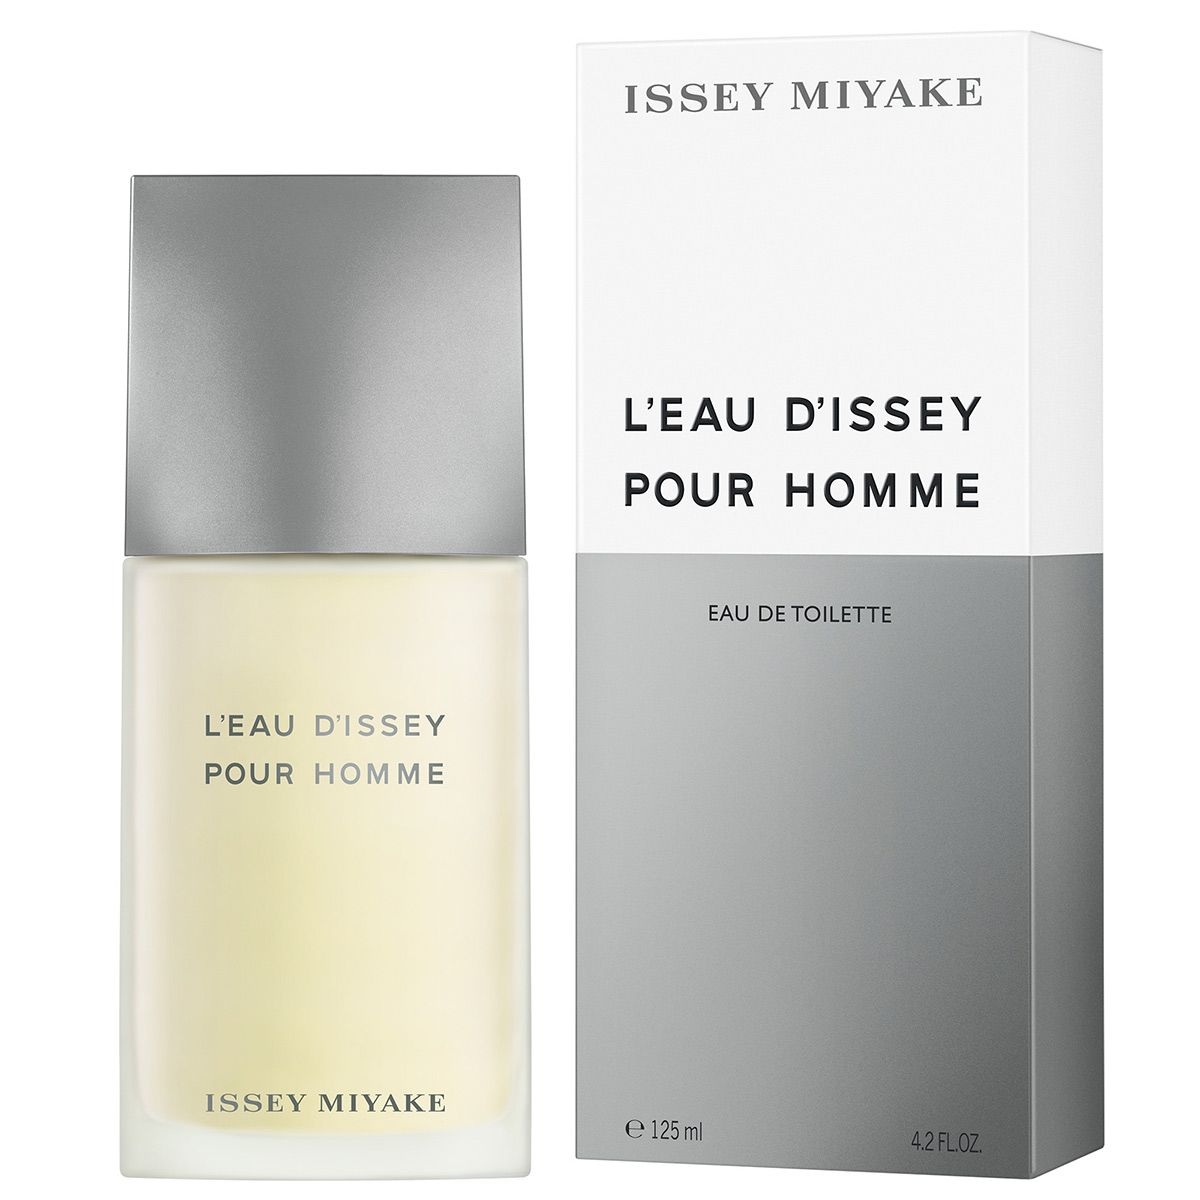 L'EAU D'ISSEY
POUR HOMME
ISSEY MIYAKE
ISSEY MIYAKE
L'EAU D'ISSEY
POUR HOMME
EAU DE TOILETTE
℮ 125 ml
4.2 FL.OZ.